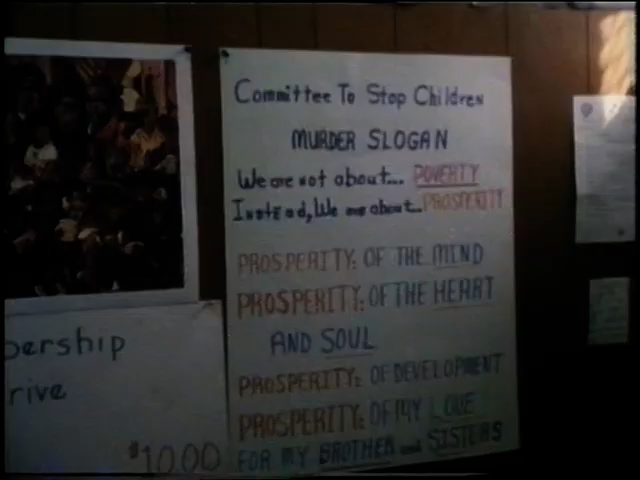 Committee To Stop Children
MURDER SLOGAN
We are not about... POVERTY
Instead, We are about.. PROSPERITY
PROSPERITY: OF THE MIND
PROSPERITY: OF THE HEART
AND SOUL
PROSPERITY: OF DEVELOPMENT
PROSPERITY: OF MY LOVE
FOR MY BROTHER and SISTERS
bership
rive
$10.00